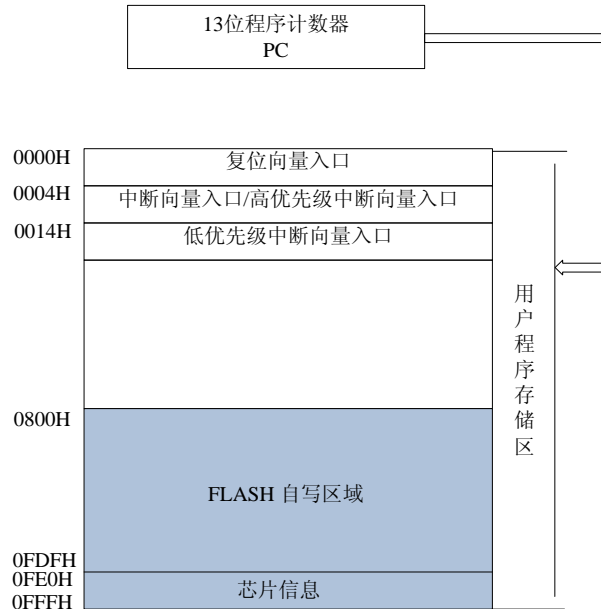 13位程序计数器
PC
0000H
复位向量入口
0004H
中断向量入口/高优先级中断向量入口
0014H
低优先级中断向量入口
用户程序存储区
0800H
FLASH 自写区域
0FDFH
0FE0H
芯片信息
0FFFH